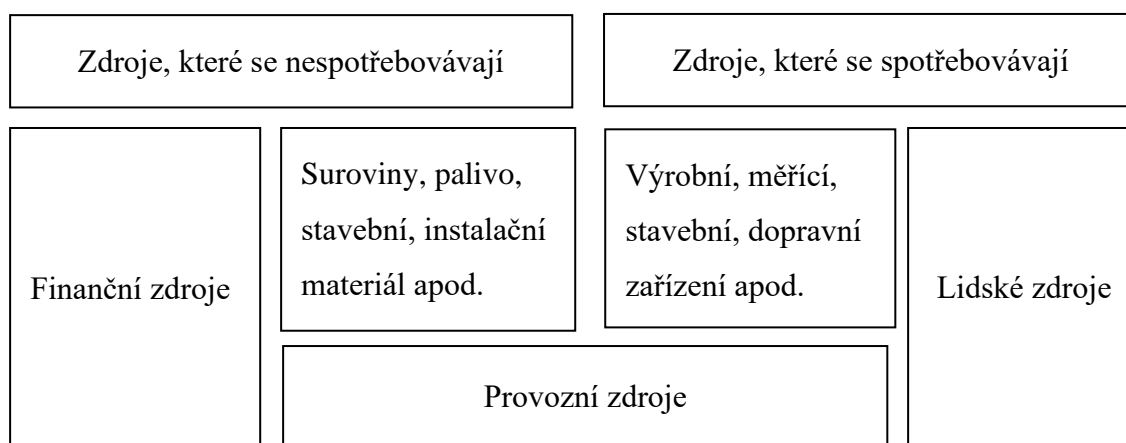 Zdroje, které se nespotřebovávají
Zdroje, které se spotřebovávají
Finanční zdroje
Suroviny, palivo,
stavební, instalační
materiál apod.
Výrobní, měřící,
stavební, dopravní
zařízení apod.
Lidské zdroje
Provozní zdroje